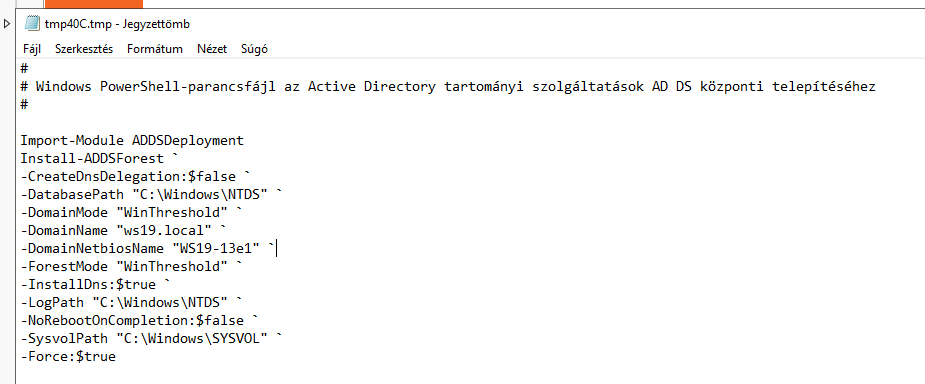 tmp40C.tmp - Jegyzettömb
Fájl Szerkesztés Formátum Nézet Súgó
#
# Windows PowerShell-parancsfájl az Active Directory tartományi szolgáltatások AD DS központi telepítéséhez
#
Import-Module ADDSDeployment
Install-ADDSForest `
-CreateDnsDelegation:$false `
-DatabasePath "C:\Windows\NTDS" `
-DomainMode "WinThreshold" `
-DomainName "ws19.local" `
-DomainNetbiosName "WS19-13e1" `
-ForestMode "WinThreshold" `
-InstallDns:$true `
-LogPath "C:\Windows\NTDS" `
-NoRebootOnCompletion:$false `
-SysvolPath "C:\Windows\SYSVOL" `
-Force:$true